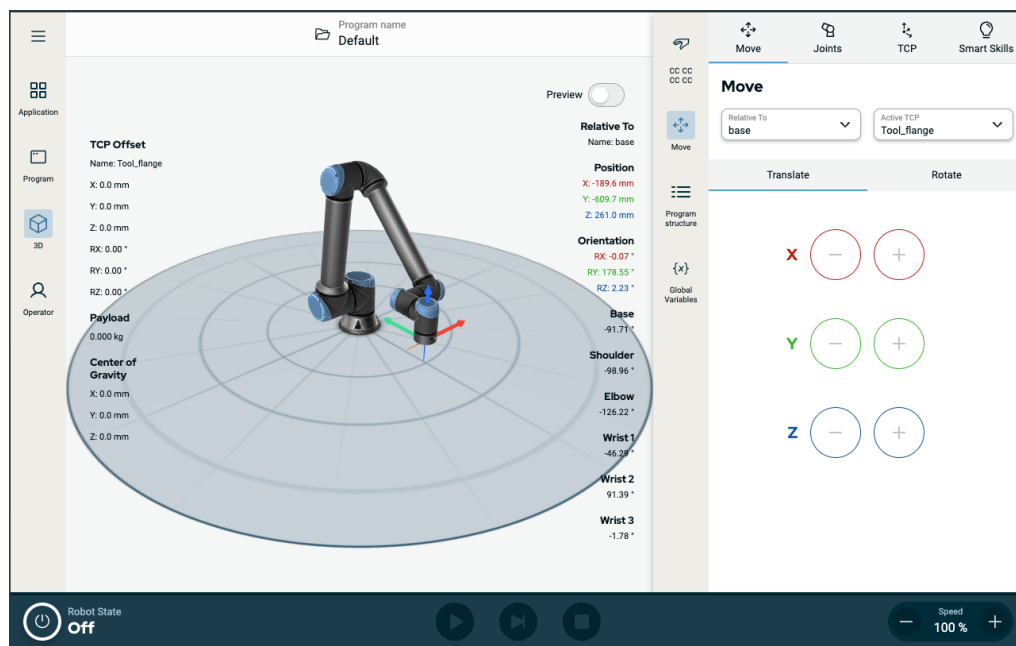 Program name
Default
Application
Program
3D
Operator
Preview
TCP Offset
Name: Tool_flange
X: 0.0 mm
Y: 0.0 mm
Z: 0.0 mm
RX: 0.00 °
RY: 0.00 °
RZ: 0.00 °
Payload
0.000 kg
Center of
Gravity
X: 0.0 mm
Y: 0.0 mm
Z: 0.0 mm
Relative To
Name: base
Position
X: -189.6 mm
Y: -609.7 mm
Z: 261.0 mm
Orientation
RX: -0.07 °
RY: 178.55 °
RZ: 2.23 °
Base
-91.71 °
Shoulder
-98.96 °
Elbow
-126.22 °
Wrist 1
-46.29 °
Wrist 2
91.39 °
Wrist 3
-1.78 °
CC CC
CC CC
Move
Program
structure
{x}
Global
Variables
Move
Joints
TCP
Smart Skills
Move
Relative To
base
Active TCP
Tool_flange
Translate
Rotate
X − +
Y − +
Z − +
Robot State
Off
Speed
− 100 % +